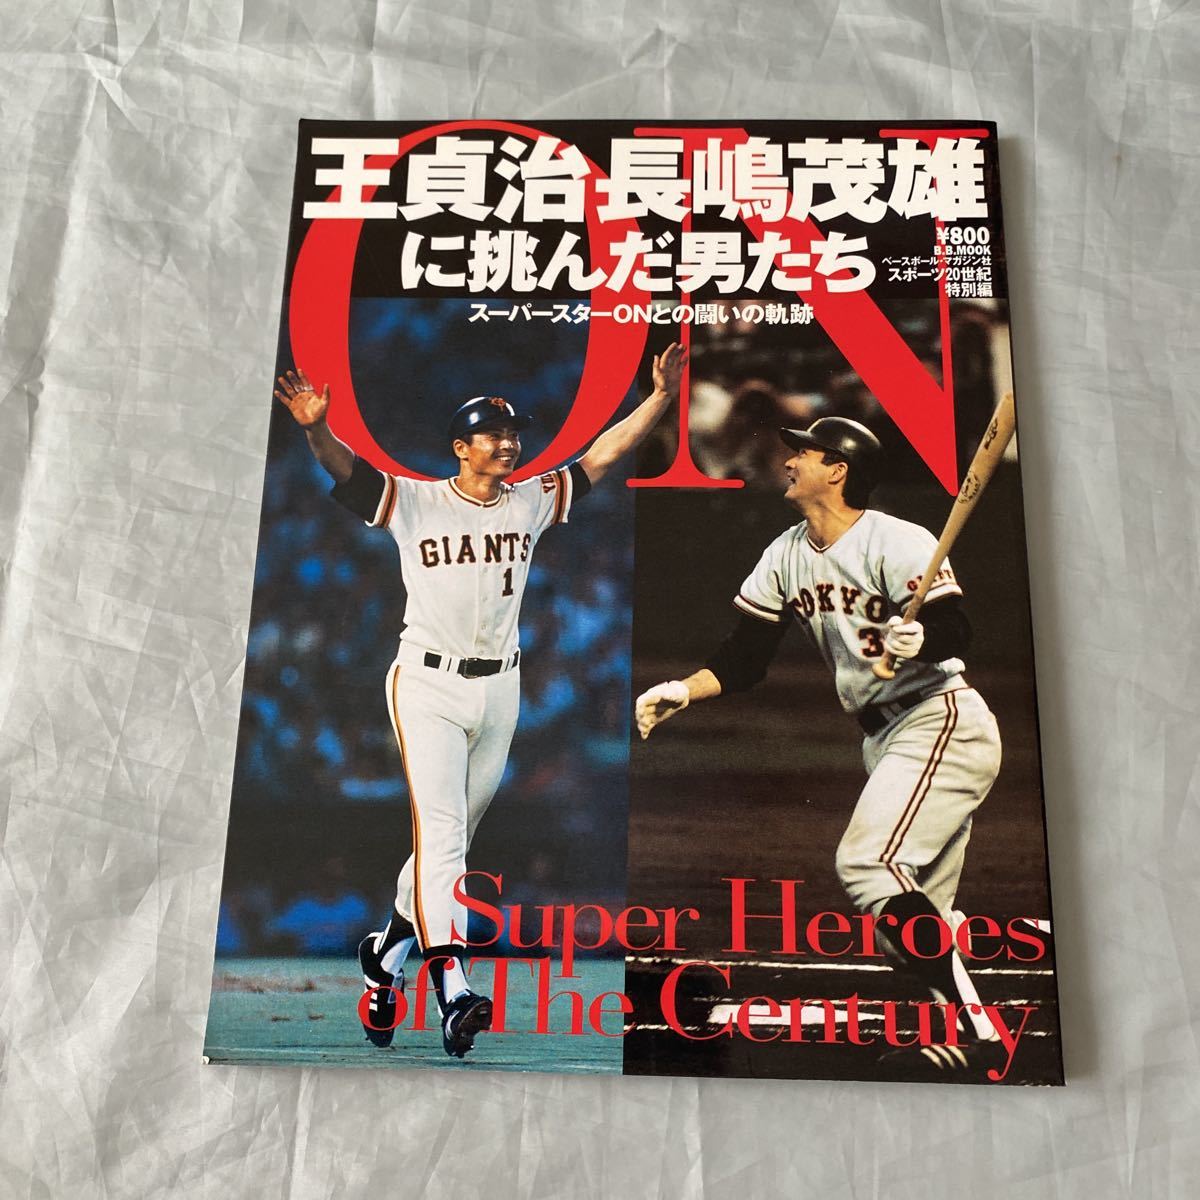 ON
王貞治 長嶋茂雄
に挑んだ男たち
スーパースターONとの闘いの軌跡
¥800
B.B.MOOK
ベースボール・マガジン社
スポーツ20世紀
特別編
GIANTS
1
TOKYO
3
Super Heroes
of The Century